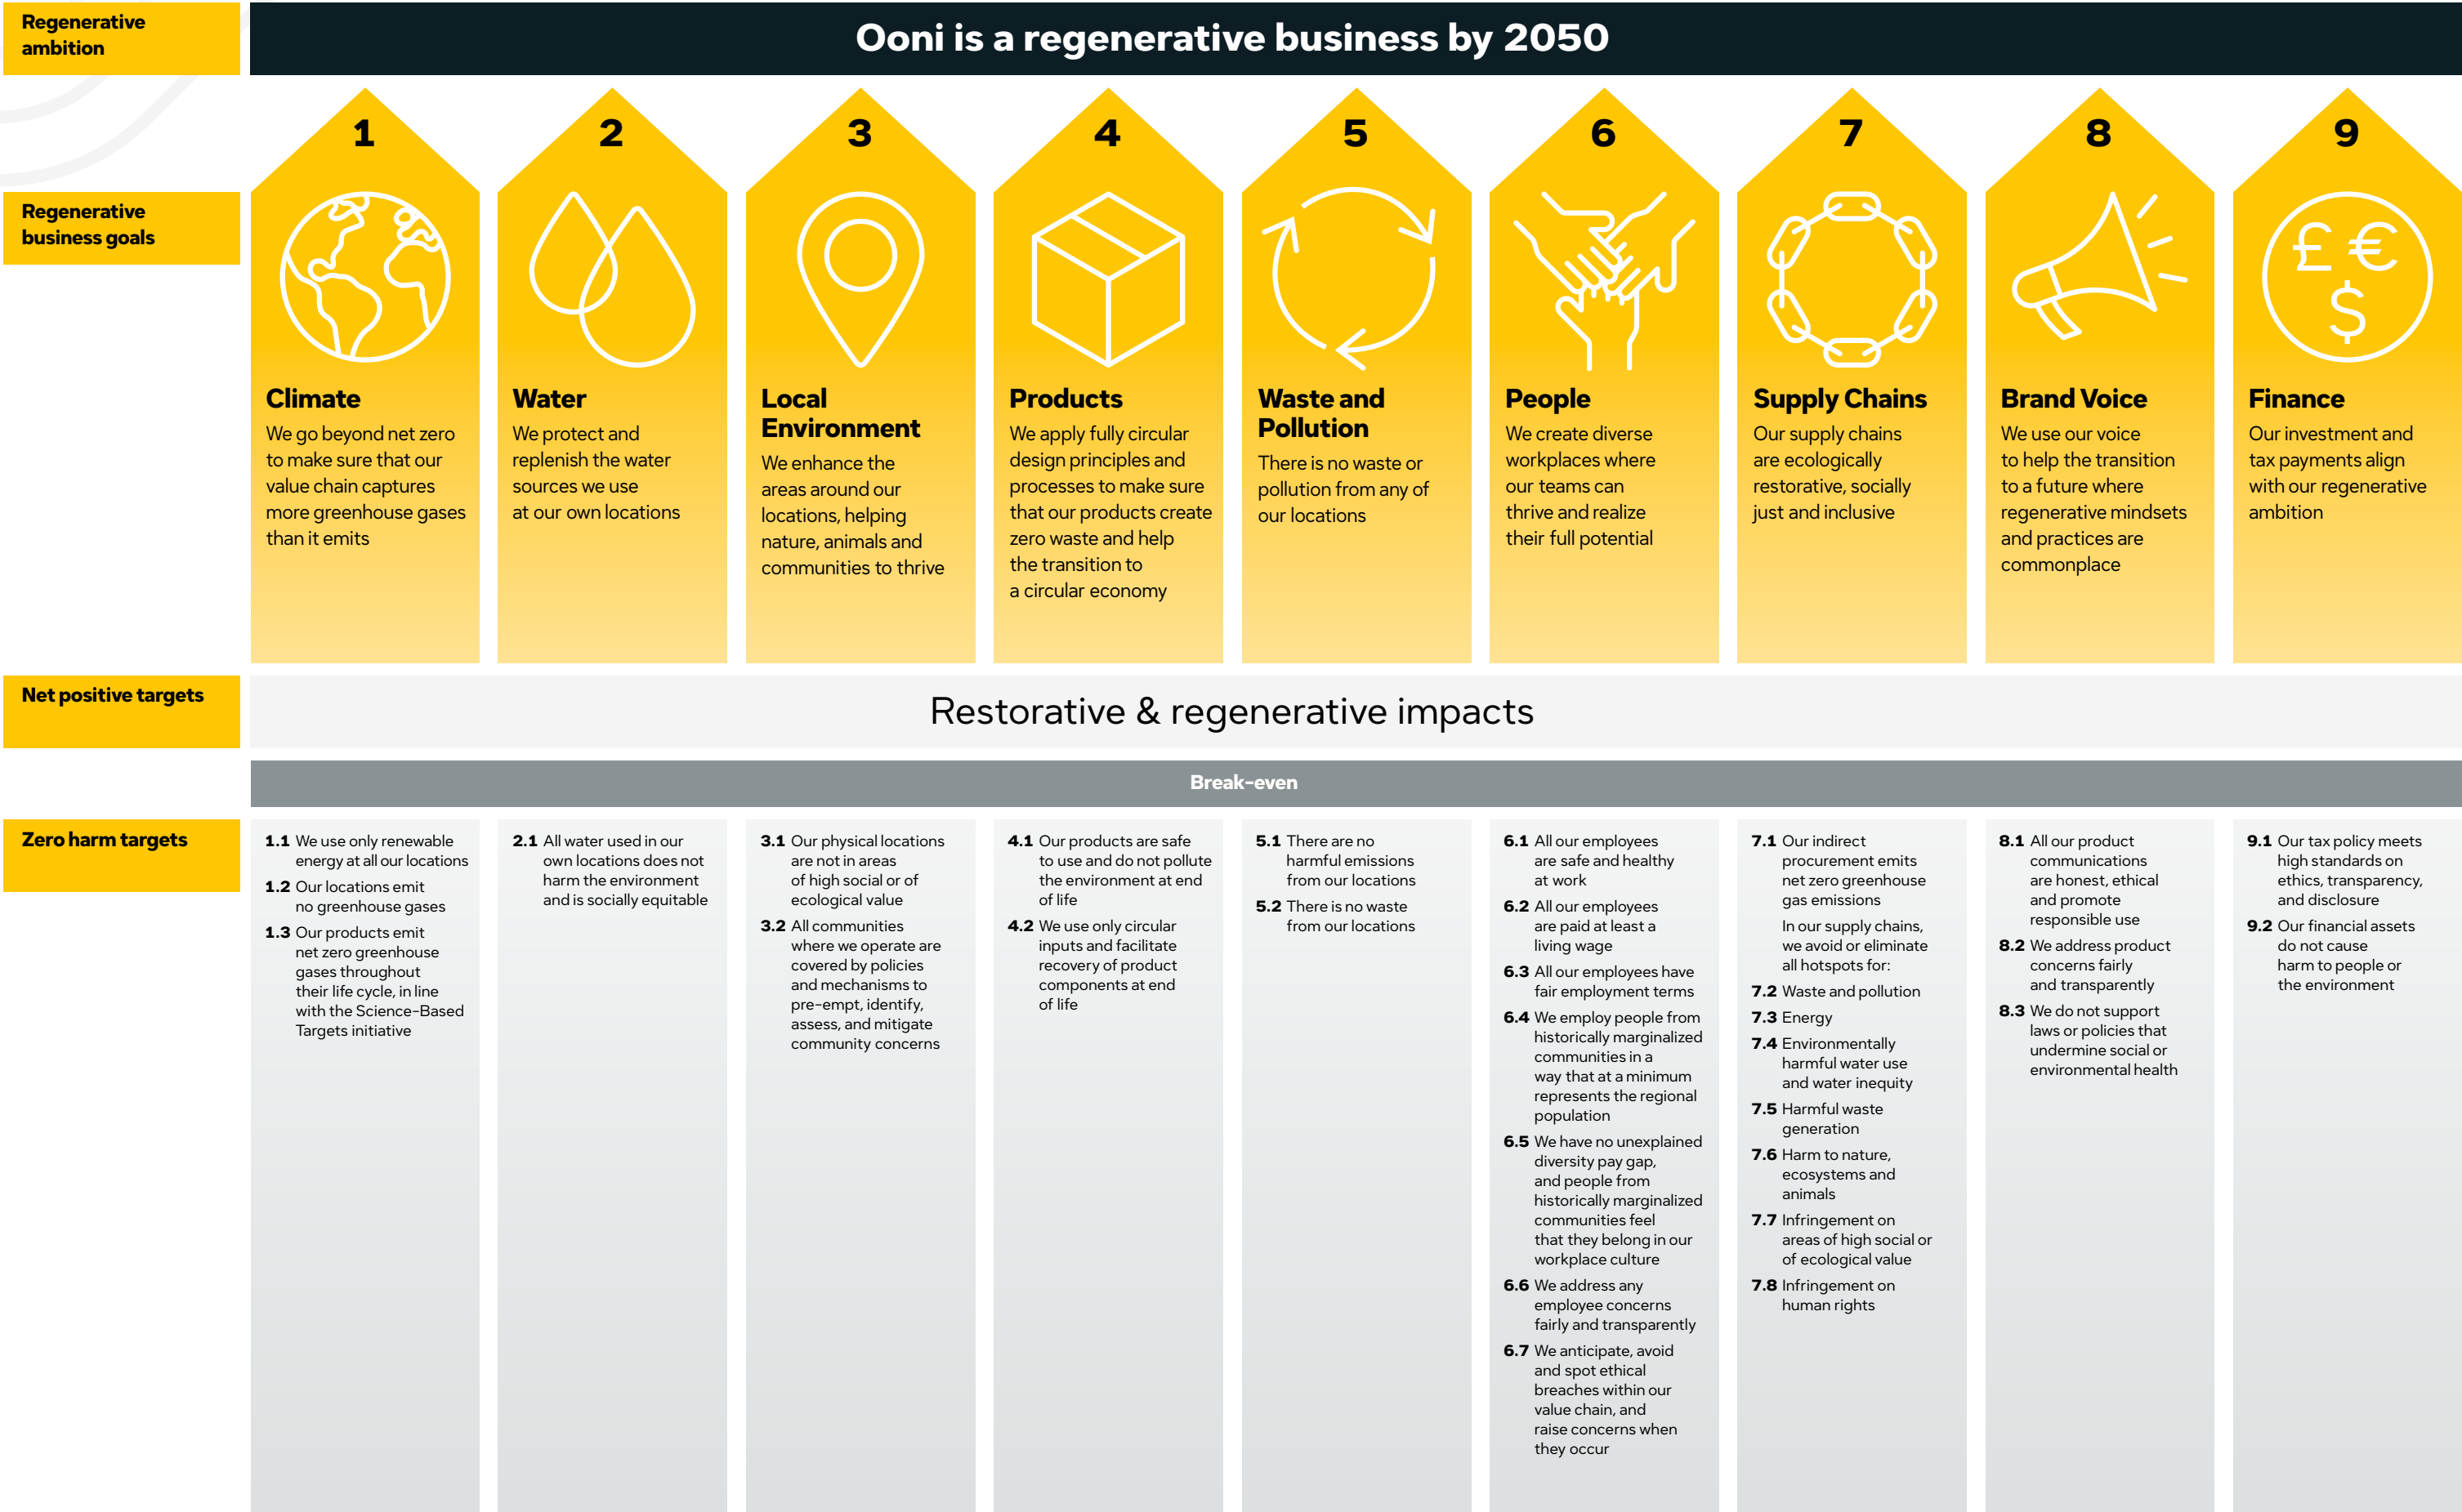 Regenerative
ambition
Ooni is a regenerative business by 2050
Regenerative
business goals
1
Climate
We go beyond net zero
to make sure that our
value chain captures
more greenhouse gases
than it emits
2
Water
We protect and
replenish the water
sources we use
at our own locations
3
Local
Environment
We enhance the
areas around our
locations, helping
nature, animals and
communities to thrive
4
Products
We apply fully circular
design principles and
processes to make sure
that our products create
zero waste and help
the transition to
a circular economy
5
Waste and
Pollution
There is no waste or
pollution from any of
our locations
6
People
We create diverse
workplaces where
our teams can
thrive and realize
their full potential
7
Supply Chains
Our supply chains
are ecologically
restorative, socially
just and inclusive
8
Brand Voice
We use our voice
to help the transition
to a future where
regenerative mindsets
and practices are
commonplace
9
£ €
$
Finance
Our investment and
tax payments align
with our regenerative
ambition
Net positive targets
Restorative & regenerative impacts
Break-even
Zero harm targets
1.1 We use only renewable
energy at all our locations
1.2 Our locations emit
no greenhouse gases
1.3 Our products emit
net zero greenhouse
gases throughout
their life cycle, in line
with the Science-Based
Targets initiative
2.1 All water used in our
own locations does not
harm the environment
and is socially equitable
3.1 Our physical locations
are not in areas
of high social or of
ecological value
3.2 All communities
where we operate are
covered by policies
and mechanisms to
pre-empt, identify,
assess, and mitigate
community concerns
4.1 Our products are safe
to use and do not pollute
the environment at end
of life
4.2 We use only circular
inputs and facilitate
recovery of product
components at end
of life
5.1 There are no
harmful emissions
from our locations
5.2 There is no waste
from our locations
6.1 All our employees
are safe and healthy
at work
6.2 All our employees
are paid at least a
living wage
6.3 All our employees have
fair employment terms
6.4 We employ people from
historically marginalized
communities in a
way that at a minimum
represents the regional
population
6.5 We have no unexplained
diversity pay gap,
and people from
historically marginalized
communities feel
that they belong in our
workplace culture
6.6 We address any
employee concerns
fairly and transparently
6.7 We anticipate, avoid
and spot ethical
breaches within our
value chain, and
raise concerns when
they occur
7.1 Our indirect
procurement emits
net zero greenhouse
gas emissions
In our supply chains,
we avoid or eliminate
all hotspots for:
7.2 Waste and pollution
7.3 Energy
7.4 Environmentally
harmful water use
and water inequity
7.5 Harmful waste
generation
7.6 Harm to nature,
ecosystems and
animals
7.7 Infringement on
areas of high social or
of ecological value
7.8 Infringement on
human rights
8.1 All our product
communications
are honest, ethical
and promote
responsible use
8.2 We address product
concerns fairly
and transparently
8.3 We do not support
laws or policies that
undermine social or
environmental health
9.1 Our tax policy meets
high standards on
ethics, transparency,
and disclosure
9.2 Our financial assets
do not cause
harm to people or
the environment